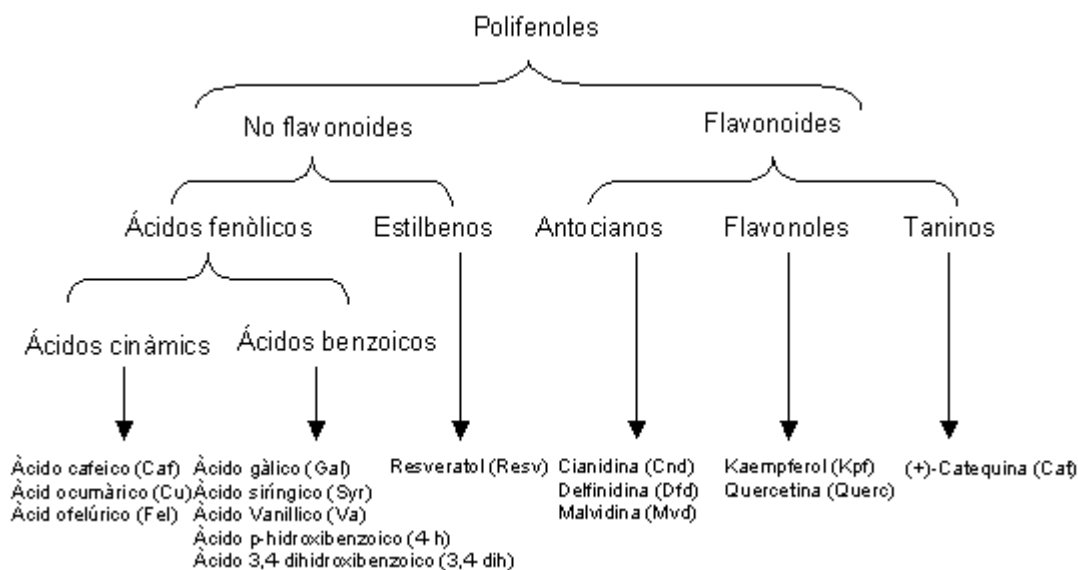 Polifenoles
No flavonoides
Flavonoides
Ácidos fenòlicos
Estilbenos
Antocianos
Flavonoles
Taninos
Ácidos cinàmics
Ácidos benzoicos
Àcido cafeico (Caf)
Àcid ocumàrico (Cu)
Àcid ofelúrico (Fel)
Àcido gàlico (Gal)
Àcido siríngico (Syr)
Àcido Vanillico (Va)
Àcido p-hidroxibenzoico (4-h)
Àcido 3,4 dihidroxibenzoico (3,4 dih)
Resveratol (Resv)
Cianidina (Cnd)
Delfinidina (Dfd)
Malvidina (Mvd)
Kaempferol (Kpf)
Quercetina (Querc)
(+)-Catequina (Cat)